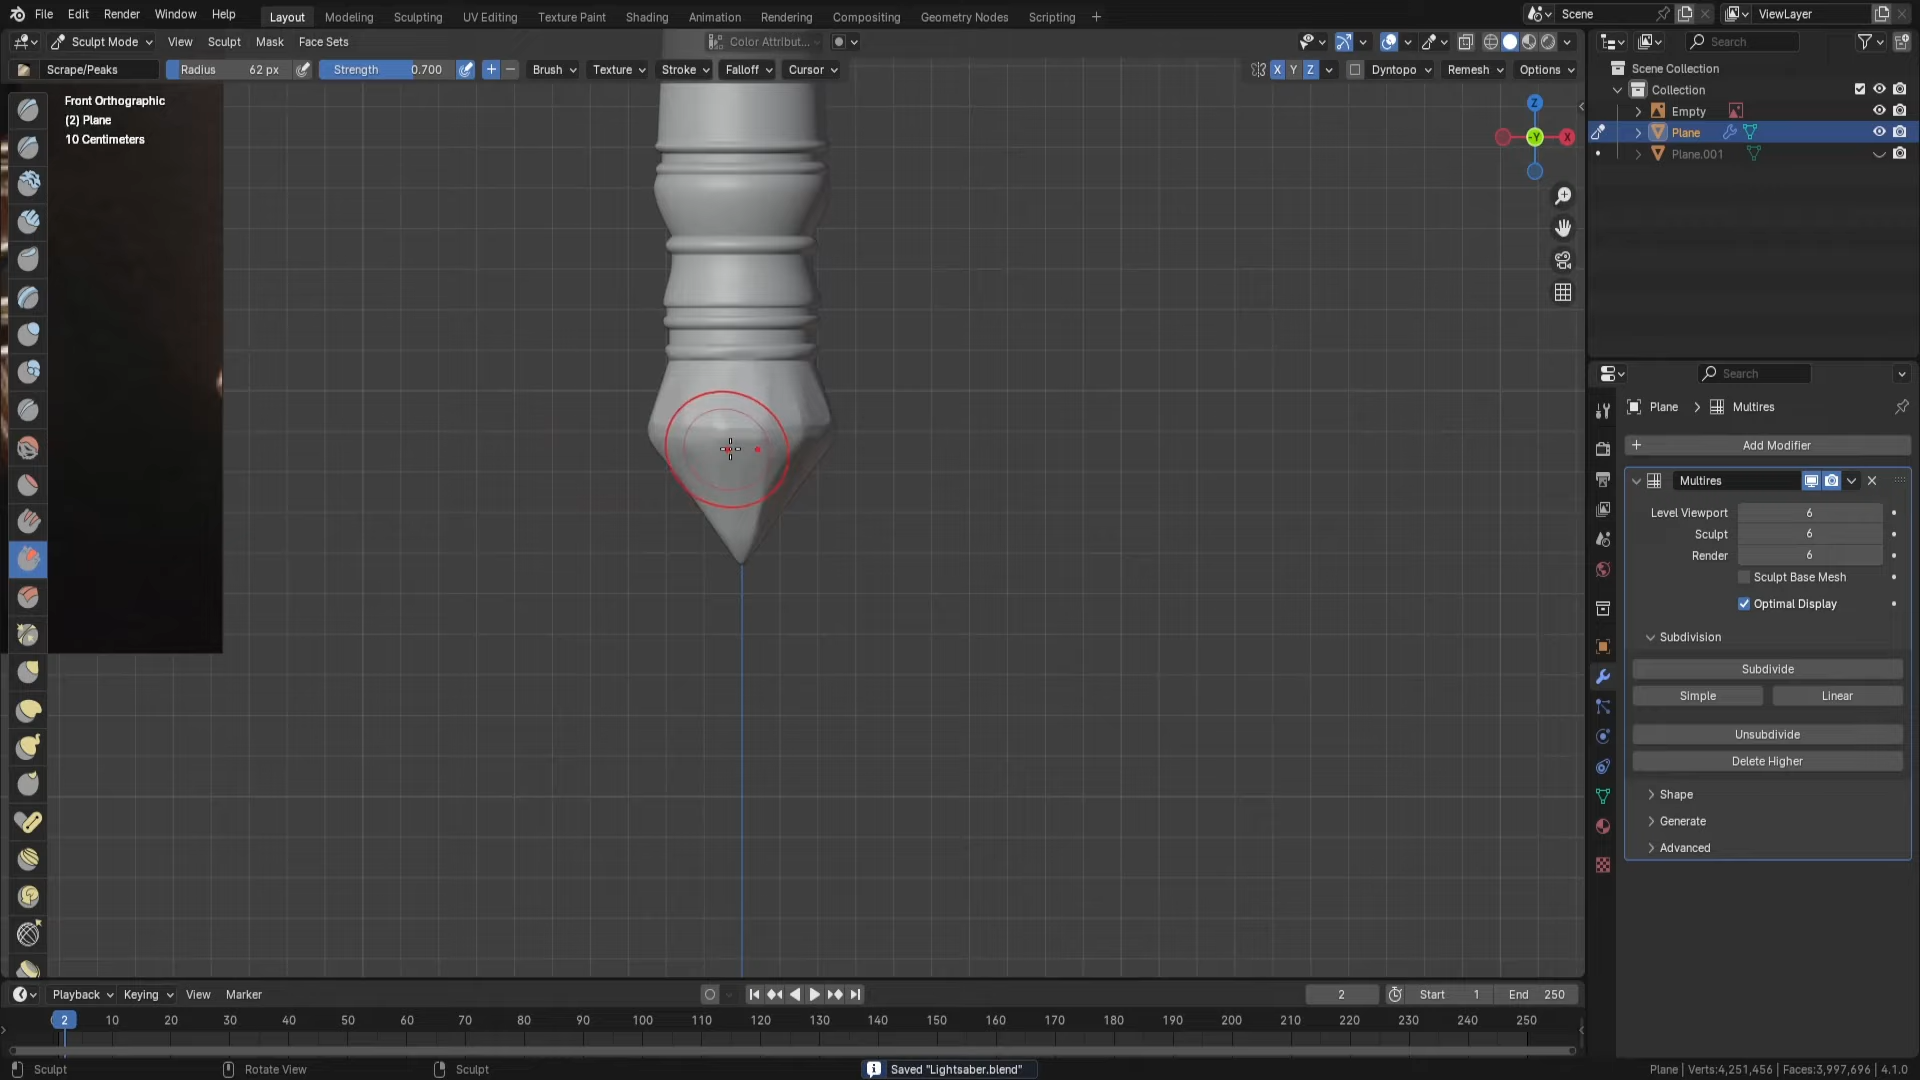 File Edit Render Window Help Layout Modeling Sculpting UV Editing Texture Paint Shading Animation Rendering Compositing Geometry Nodes Scripting + Scene ViewLayer
Sculpt Mode View Sculpt Mask Face Sets Color Attribut... Search
Scrape/Peaks Radius 62 px Strength 0.700 Brush Texture Stroke Falloff Cursor X Y Z Dyntopo Remesh Options
Scene Collection
Collection
Empty
Plane
Plane.001
Front Orthographic
(2) Plane
10 Centimeters
Z
-Y
X
Search
Plane > Multires
+ Add Modifier
Multires
Level Viewport 6
Sculpt 6
Render 6
Sculpt Base Mesh
Optimal Display
Subdivision
Subdivide
Simple Linear
Unsubdivide
Delete Higher
Shape
Generate
Advanced
Playback Keying View Marker 2 Start 1 End 250
2 10 20 30 40 50 60 70 80 90 100 110 120 130 140 150 160 170 180 190 200 210 220 230 240 250
Sculpt Rotate View Sculpt Saved "Lightsaber.blend" Plane | Verts:4,251,456 | Faces:3,997,696 | 4.1.0